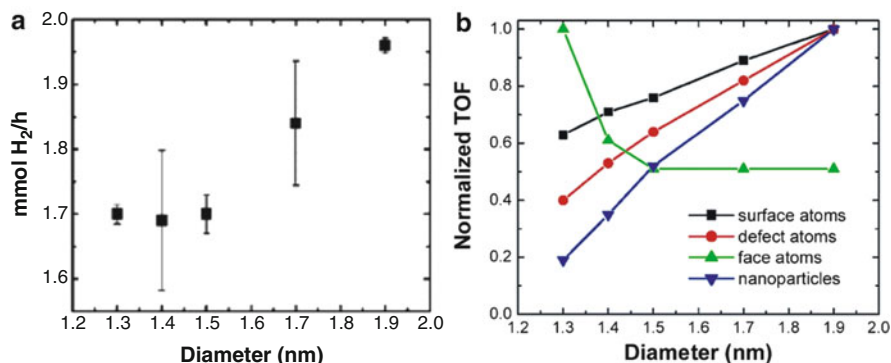 a
mmol H₂/h
2.0
1.9
1.8
1.7
1.6
1.2 1.3 1.4 1.5 1.6 1.7 1.8 1.9 2.0
Diameter (nm)
b
Normalized TOF
1.0
0.8
0.6
0.4
0.2
0.0
surface atoms
defect atoms
face atoms
nanoparticles
1.2 1.3 1.4 1.5 1.6 1.7 1.8 1.9 2.0
Diameter (nm)